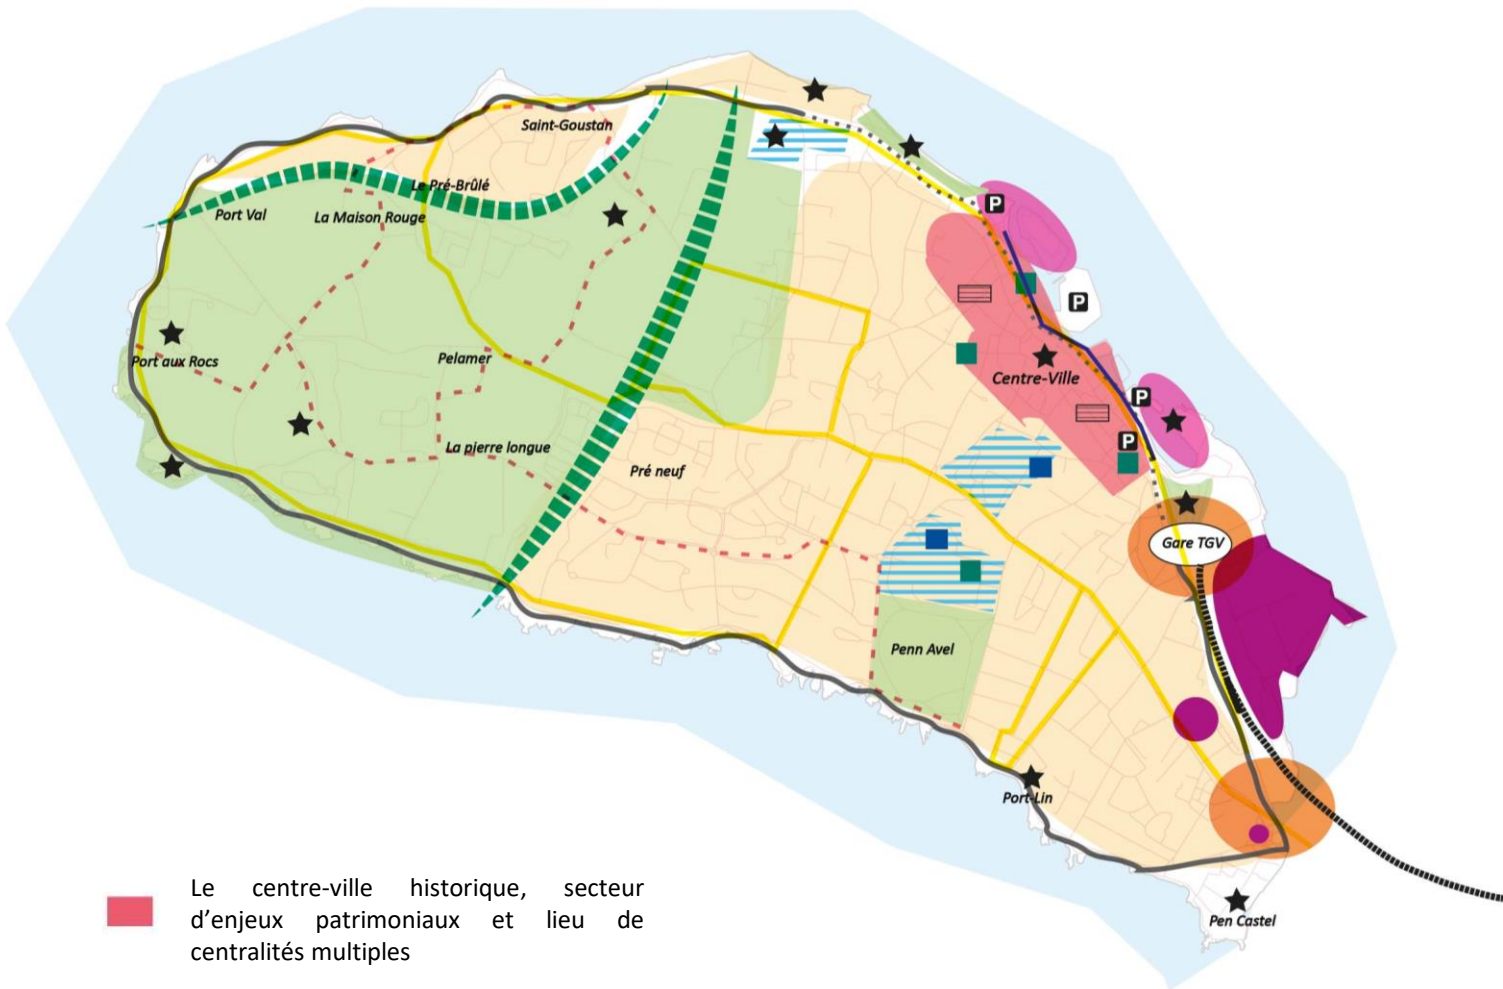 Saint-Goustan
Le Pré-Brûlé
Port Val
La Maison Rouge
P
P
Port aux Rocs
Pelamer
Centre-Ville
P
P
La pierre longue
Pré neuf
Gare TGV
Penn Avel
Port-Lin
Pen Castel
Le centre-ville historique, secteur
d’enjeux patrimoniaux et lieu de
centralités multiples